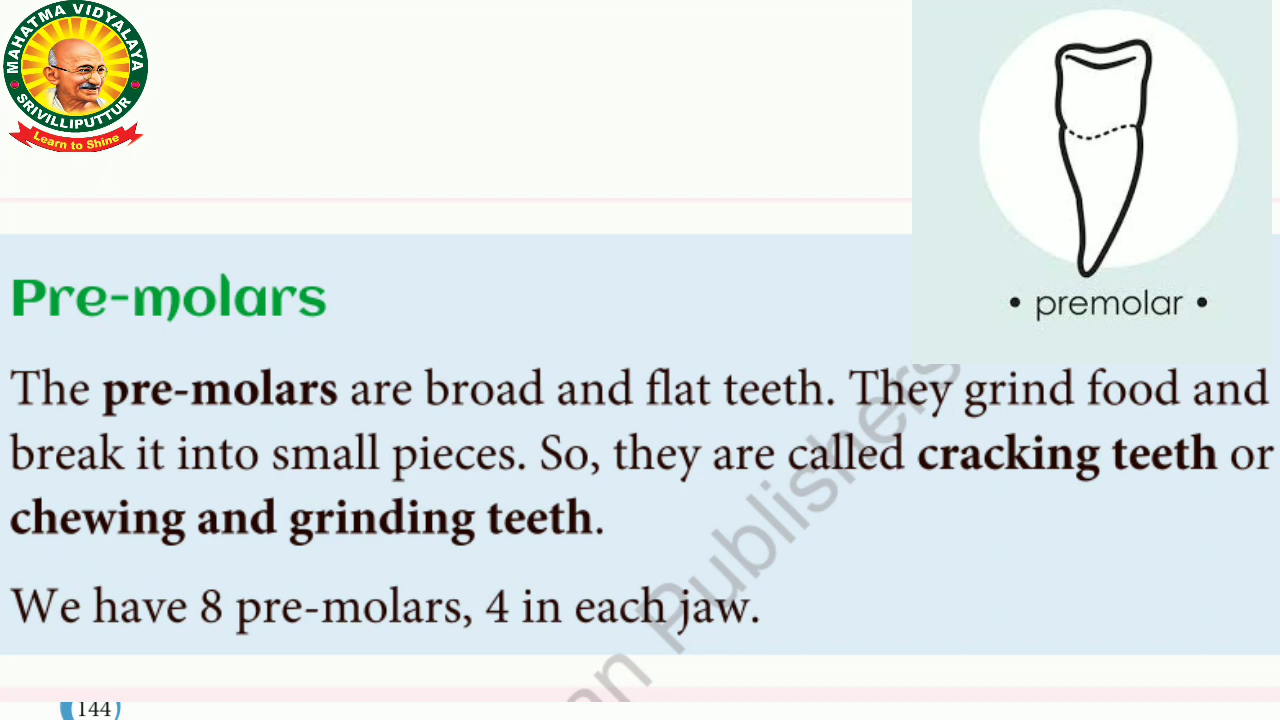 MAHATMA VIDYALAYA
SRIVILLIPUTTUR
Learn to Shine
• premolar •
Pre-molars
The pre-molars are broad and flat teeth. They grind food and
break it into small pieces. So, they are called cracking teeth or
chewing and grinding teeth.
We have 8 pre-molars, 4 in each jaw.
Publishers
144